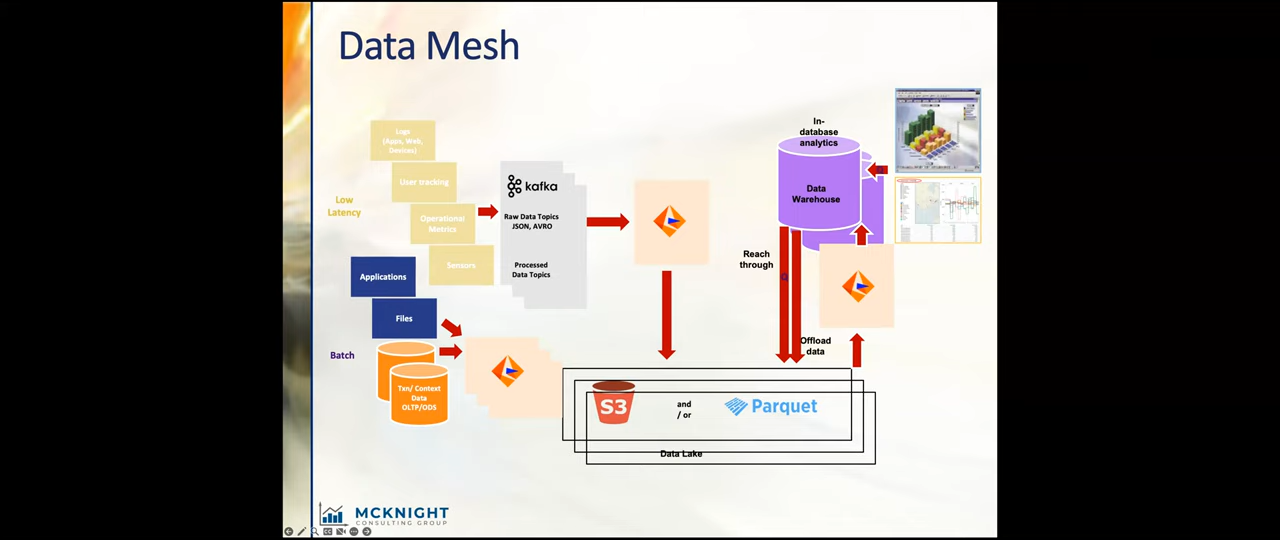 Data Mesh
Logs
(Apps, Web,
Devices)
User tracking
Operational
Metrics
Sensors
Low
Latency
kafka
Raw Data Topics
JSON, AVRO
Processed
Data Topics
In-
database
analytics
Data
Warehouse
Reach
through
Offload
data
Applications
Files
Batch
Txn/ Context
Data
OLTP/ODS
S3
and
/ or
Parquet
Data Lake
MCKNIGHT
CONSULTING GROUP